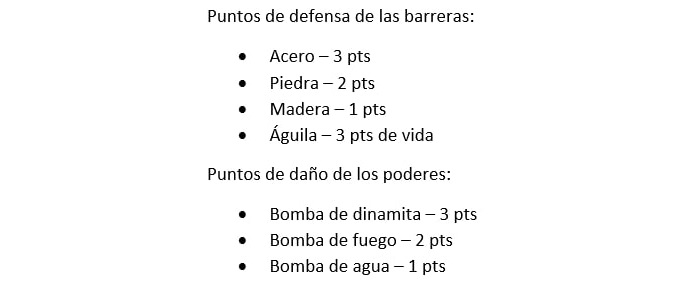 Puntos de defensa de las barreras:
• Acero – 3 pts
• Piedra – 2 pts
• Madera – 1 pts
• Águila – 3 pts de vida
Puntos de daño de los poderes:
• Bomba de dinamita – 3 pts
• Bomba de fuego – 2 pts
• Bomba de agua – 1 pts